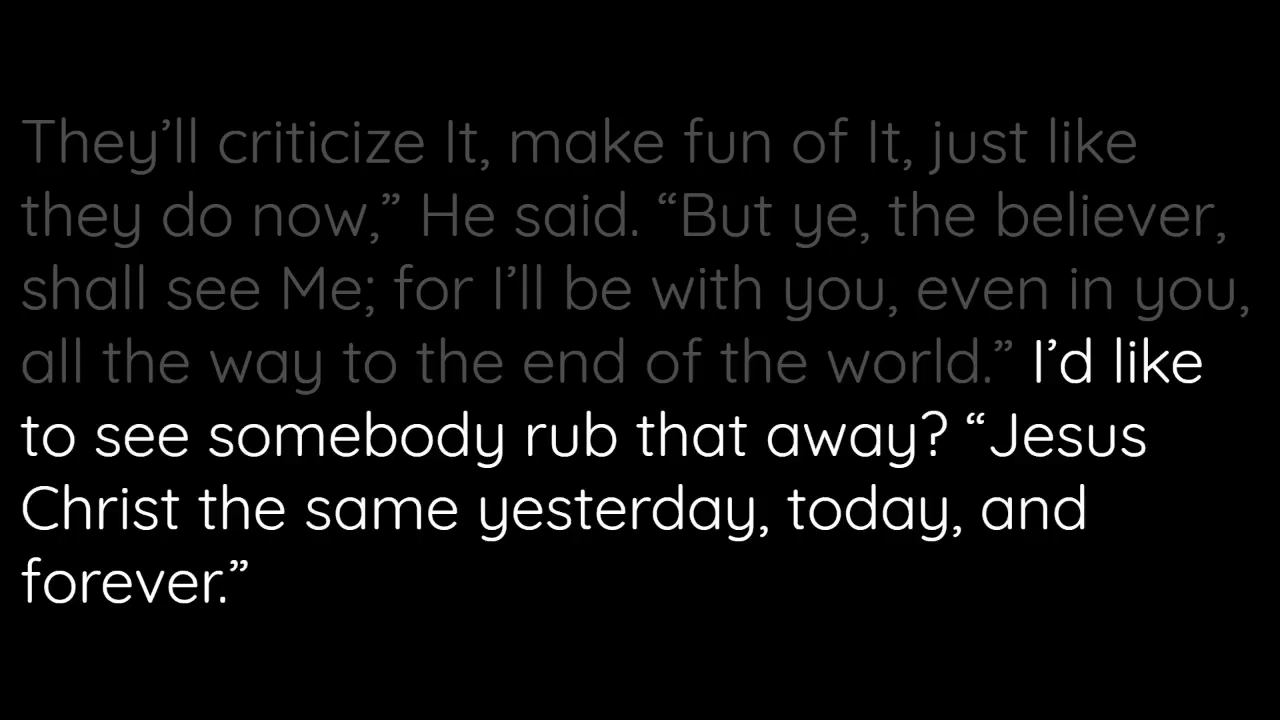 They’ll criticize It, make fun of It, just like
they do now,” He said. “But ye, the believer,
shall see Me; for I’ll be with you, even in you,
all the way to the end of the world.” I’d like
to see somebody rub that away? “Jesus
Christ the same yesterday, today, and
forever.”